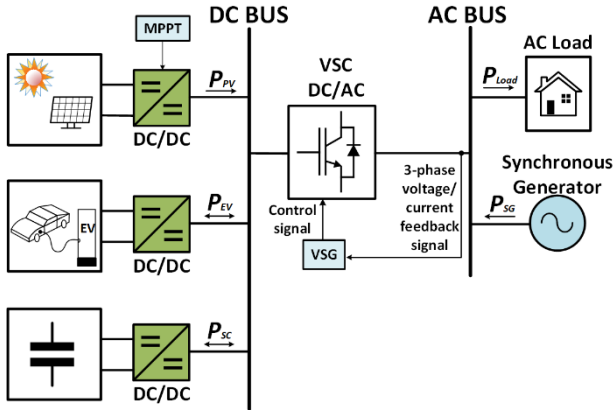 DC BUS
AC BUS
MPPT
P_PV
DC/DC
VSC
DC/AC
P_Load
AC Load
EV
P_EV
DC/DC
Control
signal
VSG
3-phase
voltage/
current
feedback
signal
Synchronous
Generator
P_SG
P_SC
DC/DC